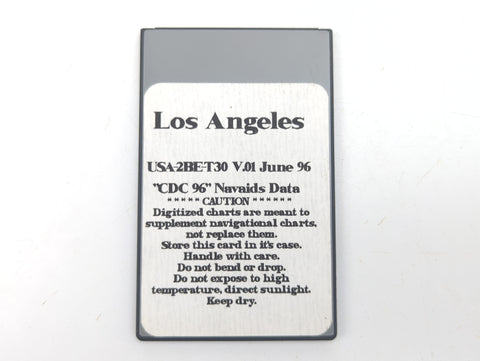 Los Angeles
USA-2BE-T30 V.01 June 96
"CDC 96" Navaids Data
* * * * * CAUTION * * * * * *
Digitized charts are meant to
supplement navigational charts,
not replace them.
Store this card in it's case.
Handle with care.
Do not bend or drop.
Do not expose to high
temperature, direct sunlight.
Keep dry.